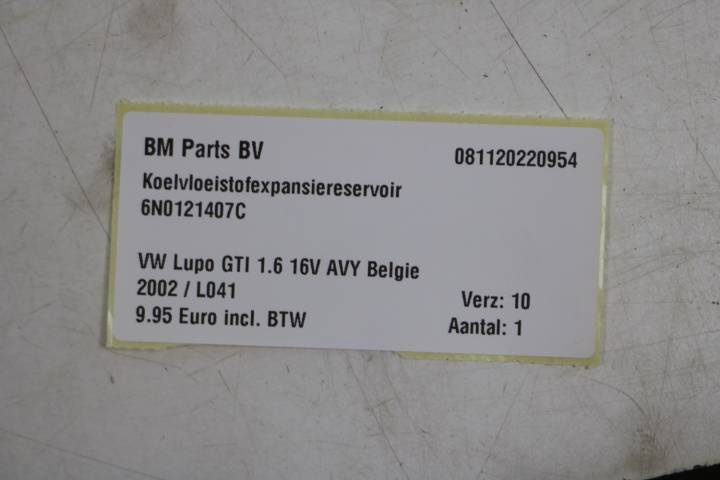 BM Parts BV 081120220954
Koelvloeistofexpansiereservoir
6N0121407C
VW Lupo GTI 1.6 16V AVY Belgie
2002 / L041 Verz: 10
9.95 Euro incl. BTW Aantal: 1